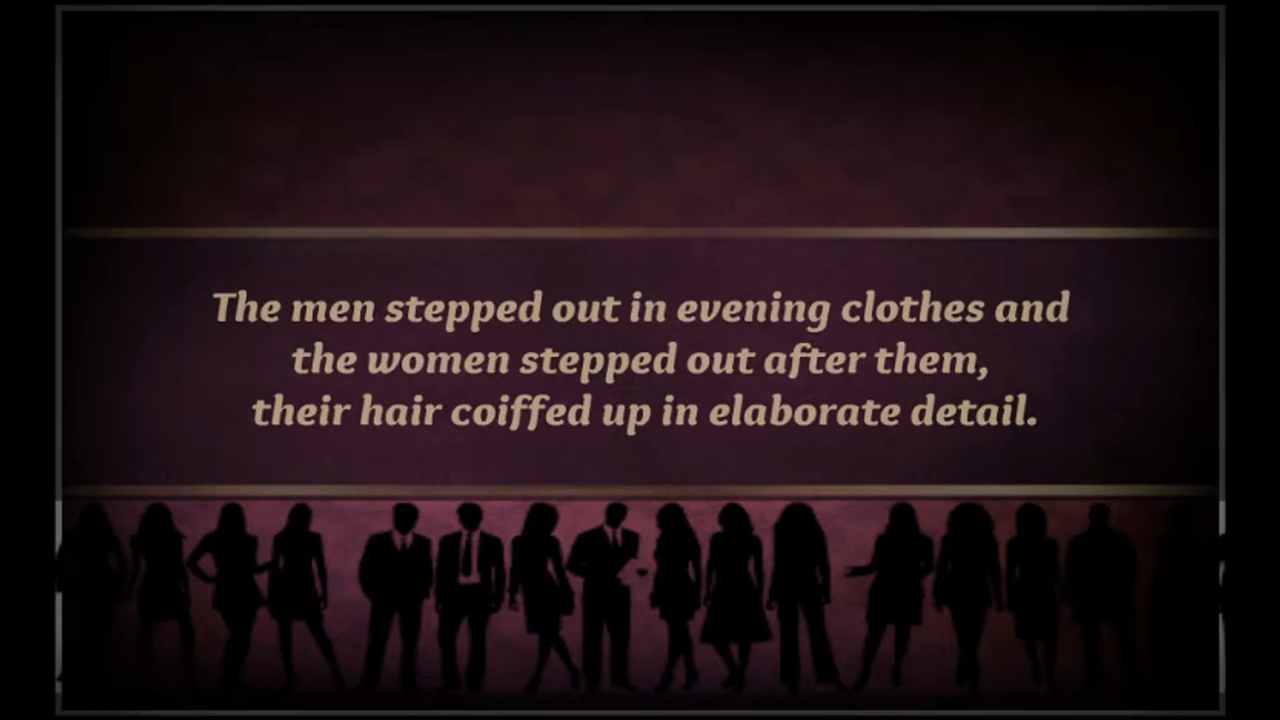 The men stepped out in evening clothes and
the women stepped out after them,
their hair coiffed up in elaborate detail.